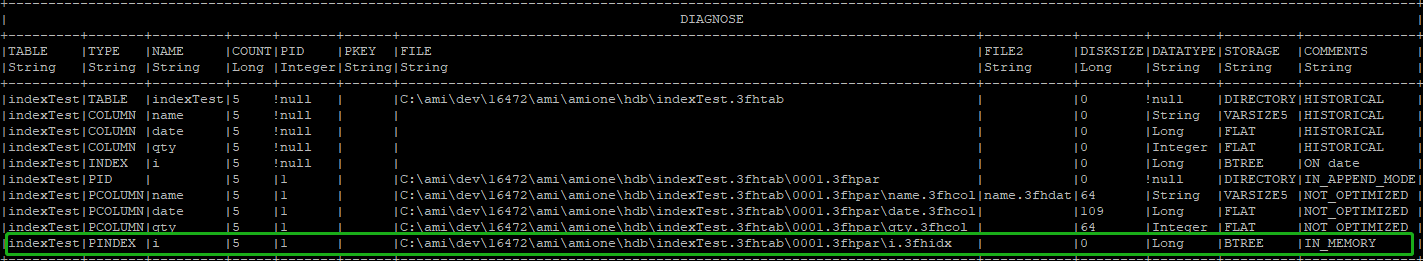 DIAGNOSE
|TABLE |TYPE |NAME |COUNT|PID |PKEY |FILE |FILE2 |DISKSIZE|DATATYPE|STORAGE |COMMENTS
|String |String |String |Long |Integer|String|String |String |Long |String |String |String
|indexTest|TABLE |indexTest|5 |!null | |C:\ami\dev\16472\ami\amione\hdb\indexTest.3fhtab | |0 |!null |DIRECTORY|HISTORICAL
|indexTest|COLUMN |name |5 |!null | | | |0 |String |VARSIZE5 |HISTORICAL
|indexTest|COLUMN |date |5 |!null | | | |0 |Long |FLAT |HISTORICAL
|indexTest|COLUMN |qty |5 |!null | | | |0 |Integer |FLAT |HISTORICAL
|indexTest|INDEX |i |5 |!null | | | |0 |Long |BTREE |ON date
|indexTest|PID | |5 |1 | |C:\ami\dev\16472\ami\amione\hdb\indexTest.3fhtab\0001.3fhpar | |0 |!null |DIRECTORY|IN_APPEND_MODE
|indexTest|PCOLUMN|name |5 |1 | |C:\ami\dev\16472\ami\amione\hdb\indexTest.3fhtab\0001.3fhpar\name.3fhcol|name.3fhdat|64 |String |VARSIZE5 |NOT_OPTIMIZED
|indexTest|PCOLUMN|date |5 |1 | |C:\ami\dev\16472\ami\amione\hdb\indexTest.3fhtab\0001.3fhpar\date.3fhcol| |109 |Long |FLAT |NOT_OPTIMIZED
|indexTest|PCOLUMN|qty |5 |1 | |C:\ami\dev\16472\ami\amione\hdb\indexTest.3fhtab\0001.3fhpar\qty.3fhcol | |64 |Integer |FLAT |NOT_OPTIMIZED
|indexTest|PINDEX |i |5 |1 | |C:\ami\dev\16472\ami\amione\hdb\indexTest.3fhtab\0001.3fhpar\i.3fhidx | |0 |Long |BTREE |IN_MEMORY